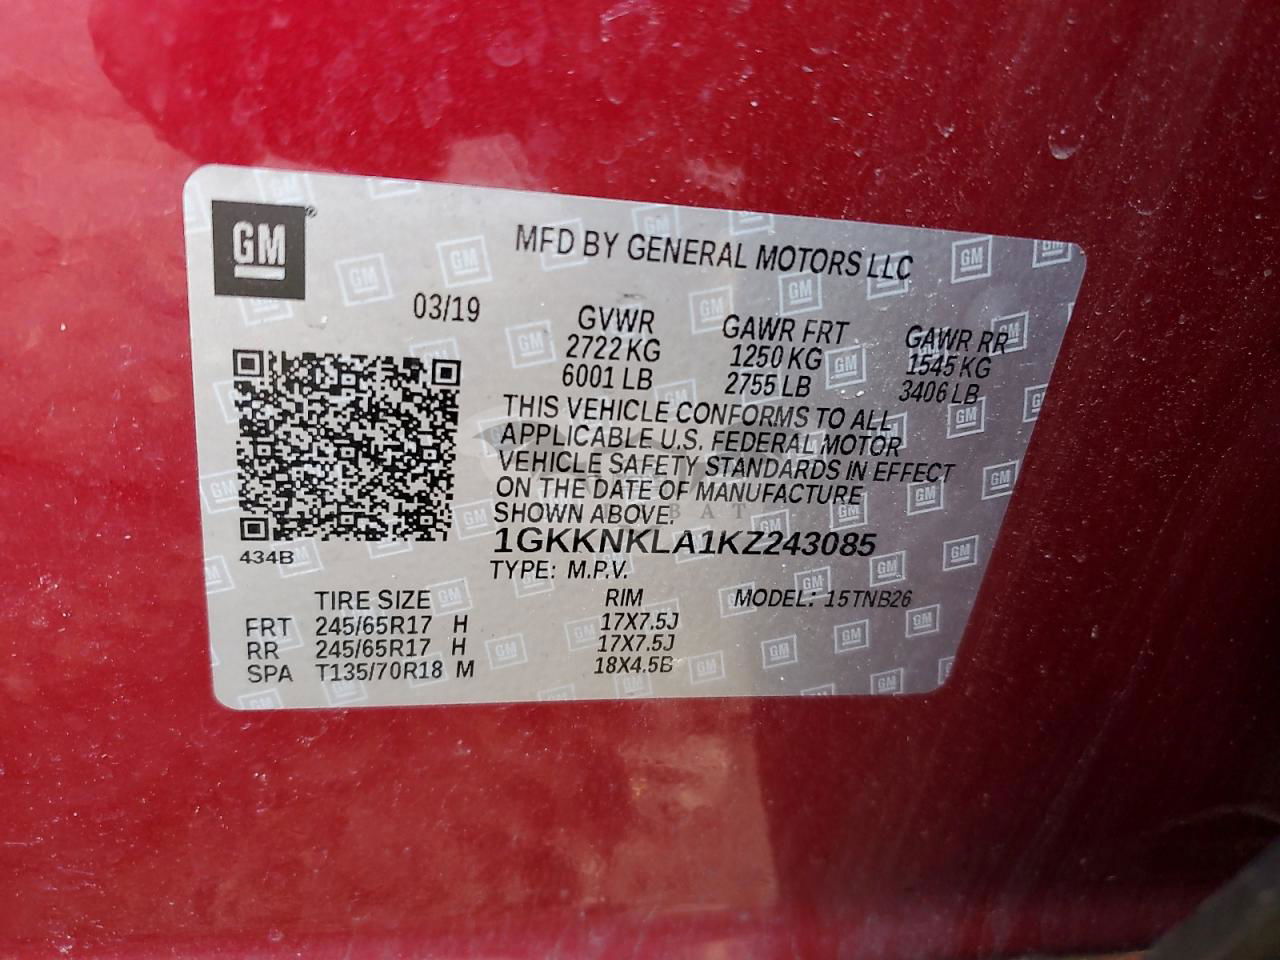 GM
MFD BY GENERAL MOTORS LLC
03/19
GVWR GAWR FRT GAWR RR
2722 KG 1250 KG 1545 KG
6001 LB 2755 LB 3406 LB
THIS VEHICLE CONFORMS TO ALL
APPLICABLE U.S. FEDERAL MOTOR
VEHICLE SAFETY STANDARDS IN EFFECT
ON THE DATE OF MANUFACTURE
SHOWN ABOVE.
434B
1GKKNKLA1KZ243085
TYPE: M.P.V.
TIRE SIZE RIM MODEL: 15TNB26
FRT 245/65R17 H 17X7.5J
RR 245/65R17 H 17X7.5J
SPA T135/70R18 M 18X4.5B